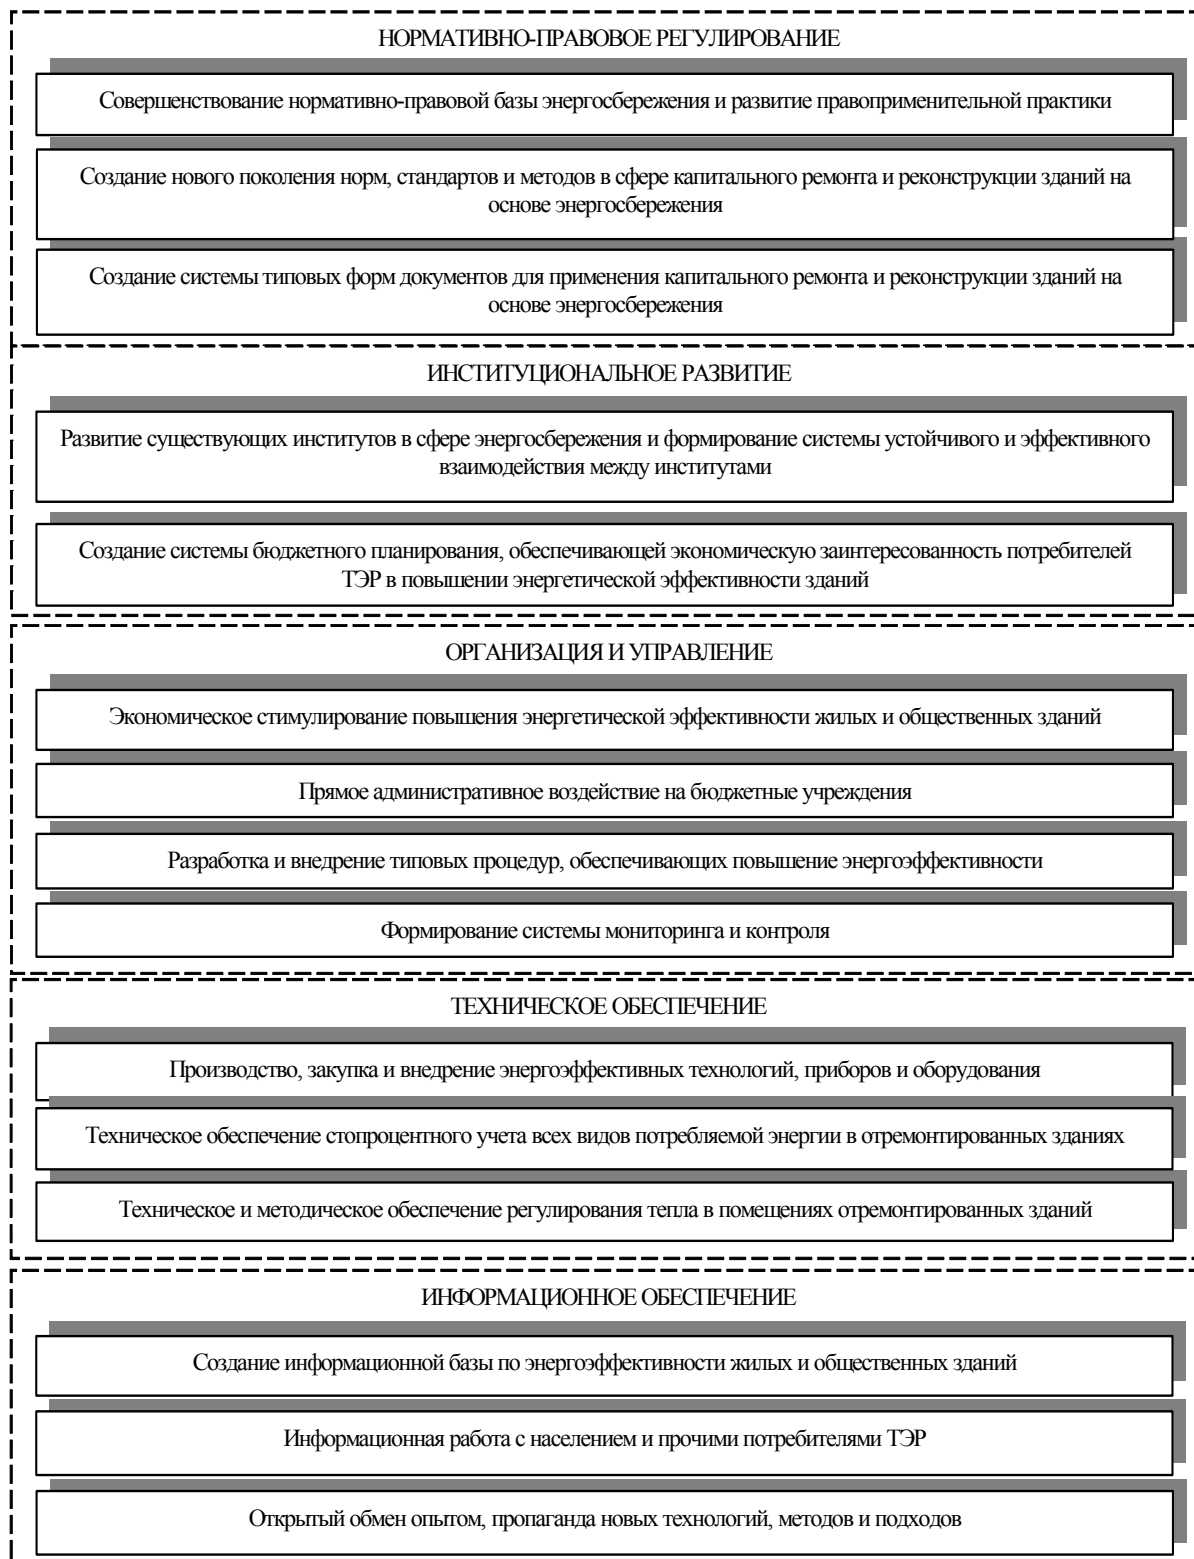 НОРМАТИВНО-ПРАВОВОЕ РЕГУЛИРОВАНИЕ
Совершенствование нормативно-правовой базы энергосбережения и развитие правоприменительной практики
Создание нового поколения норм, стандартов и методов в сфере капитального ремонта и реконструкции зданий на
основе энергосбережения
Создание системы типовых форм документов для применения капитального ремонта и реконструкции зданий на
основе энергосбережения
ИНСТИТУЦИОНАЛЬНОЕ РАЗВИТИЕ
Развитие существующих институтов в сфере энергосбережения и формирование системы устойчивого и эффективного
взаимодействия между институтами
Создание системы бюджетного планирования, обеспечивающей экономическую заинтересованность потребителей
ТЭР в повышении энергетической эффективности зданий
ОРГАНИЗАЦИЯ И УПРАВЛЕНИЕ
Экономическое стимулирование повышения энергетической эффективности жилых и общественных зданий
Прямое административное воздействие на бюджетные учреждения
Разработка и внедрение типовых процедур, обеспечивающих повышение энергоэффективности
Формирование системы мониторинга и контроля
ТЕХНИЧЕСКОЕ ОБЕСПЕЧЕНИЕ
Производство, закупка и внедрение энергоэффективных технологий, приборов и оборудования
Техническое обеспечение стопроцентного учета всех видов потребляемой энергии в отремонтированных зданиях
Техническое и методическое обеспечение регулирования тепла в помещениях отремонтированных зданий
ИНФОРМАЦИОННОЕ ОБЕСПЕЧЕНИЕ
Создание информационной базы по энергоэффективности жилых и общественных зданий
Информационная работа с населением и прочими потребителями ТЭР
Открытый обмен опытом, пропаганда новых технологий, методов и подходов